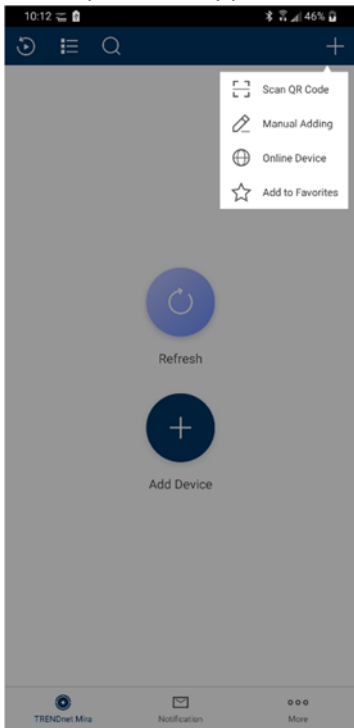 10:12
46%
Scan QR Code
Manual Adding
Online Device
Add to Favorites
Refresh
Add Device
TRENDnet Mira
Notification
More